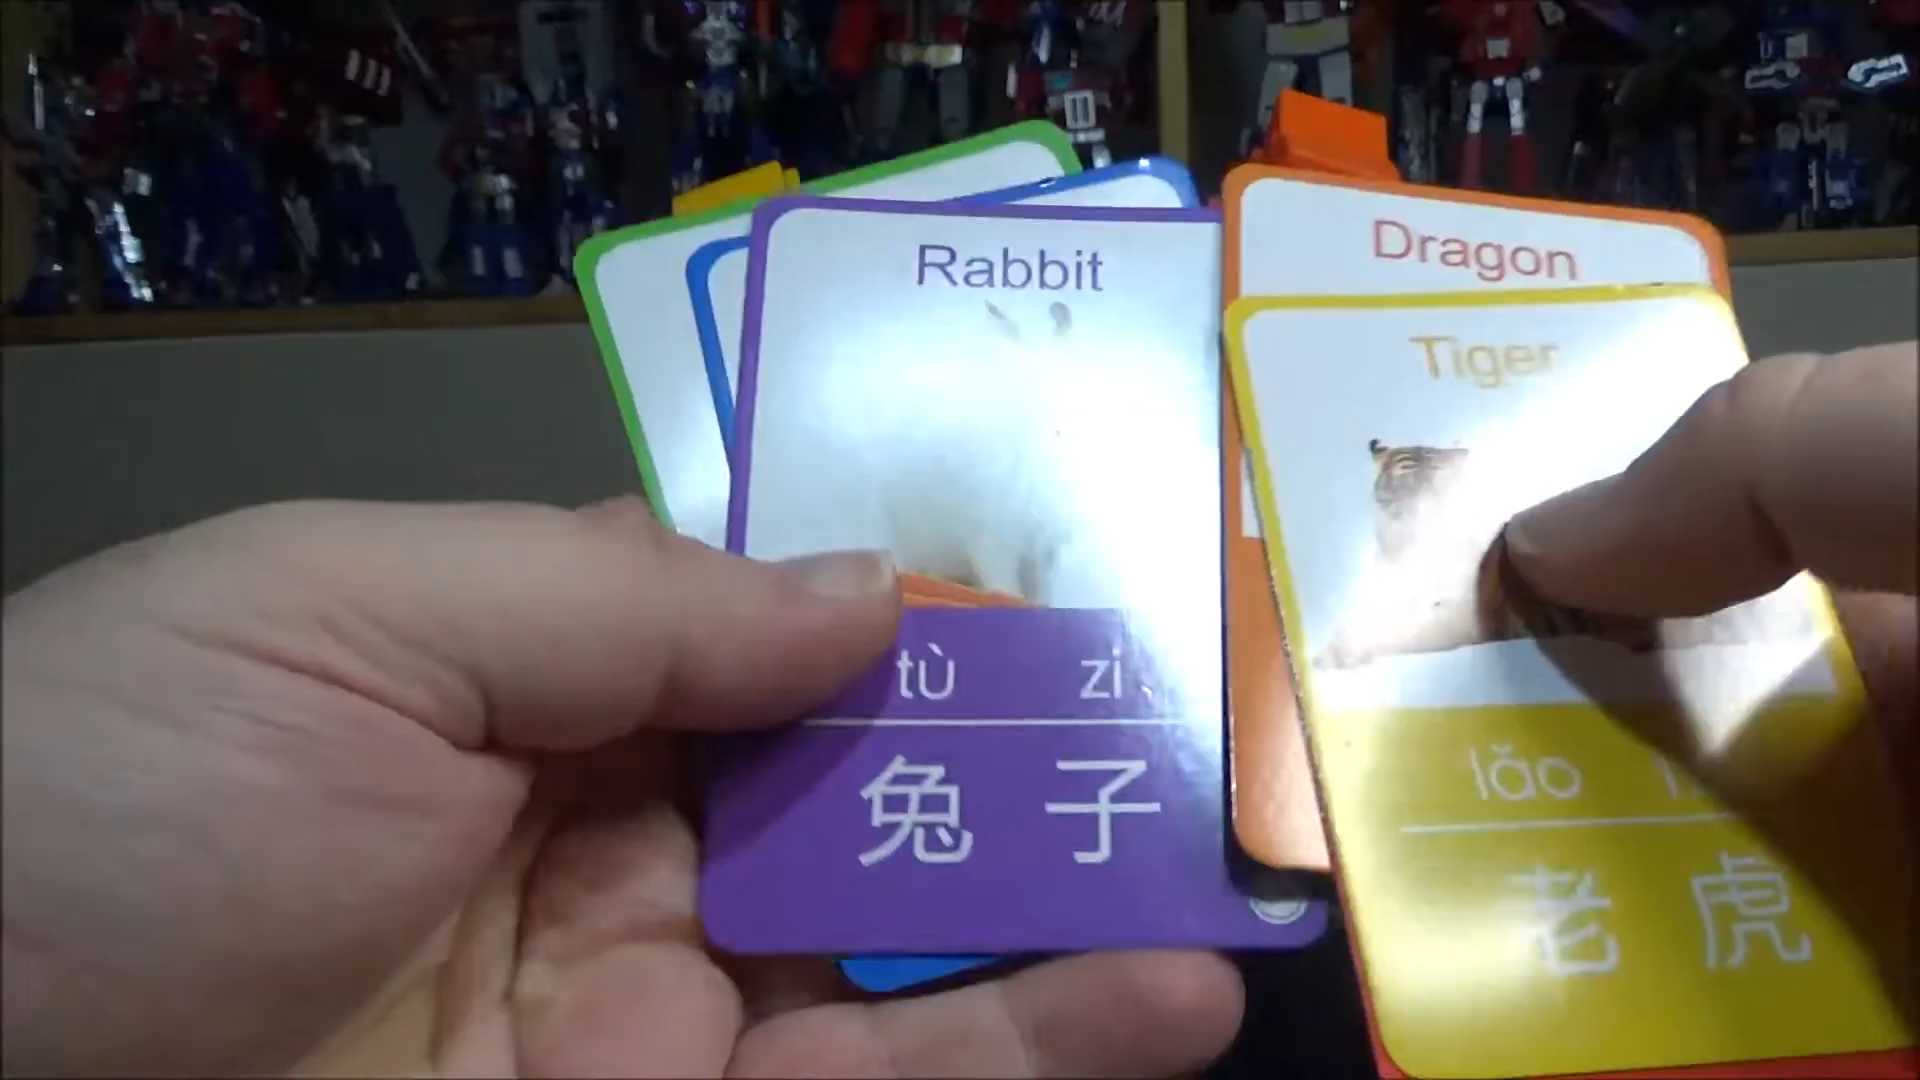 Rabbit
tù zi
兔子
Dragon
Tiger
lǎo
老虎